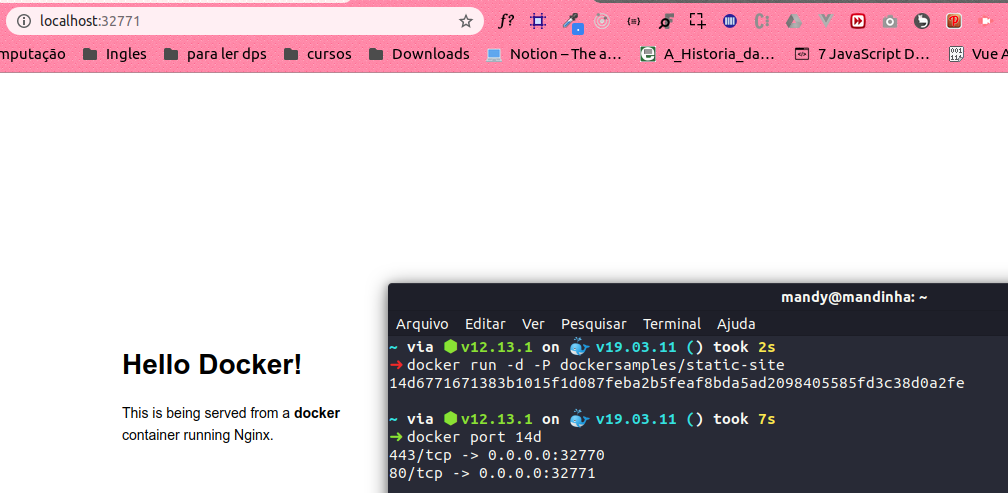 localhost:32771
f?
{=}
mputação Ingles para ler dps cursos Downloads Notion – The a... A_Historia_da... 7 JavaScript D... Vue A
Hello Docker!
This is being served from a docker
container running Nginx.
mandy@mandinha: ~
Arquivo Editar Ver Pesquisar Terminal Ajuda
~ via v12.13.1 on v19.03.11 () took 2s
➜ docker run -d -P dockersamples/static-site
14d6771671383b1015f1d087feba2b5feaf8bda5ad2098405585fd3c38d0a2fe
~ via v12.13.1 on v19.03.11 () took 7s
➜ docker port 14d
443/tcp -> 0.0.0.0:32770
80/tcp -> 0.0.0.0:32771